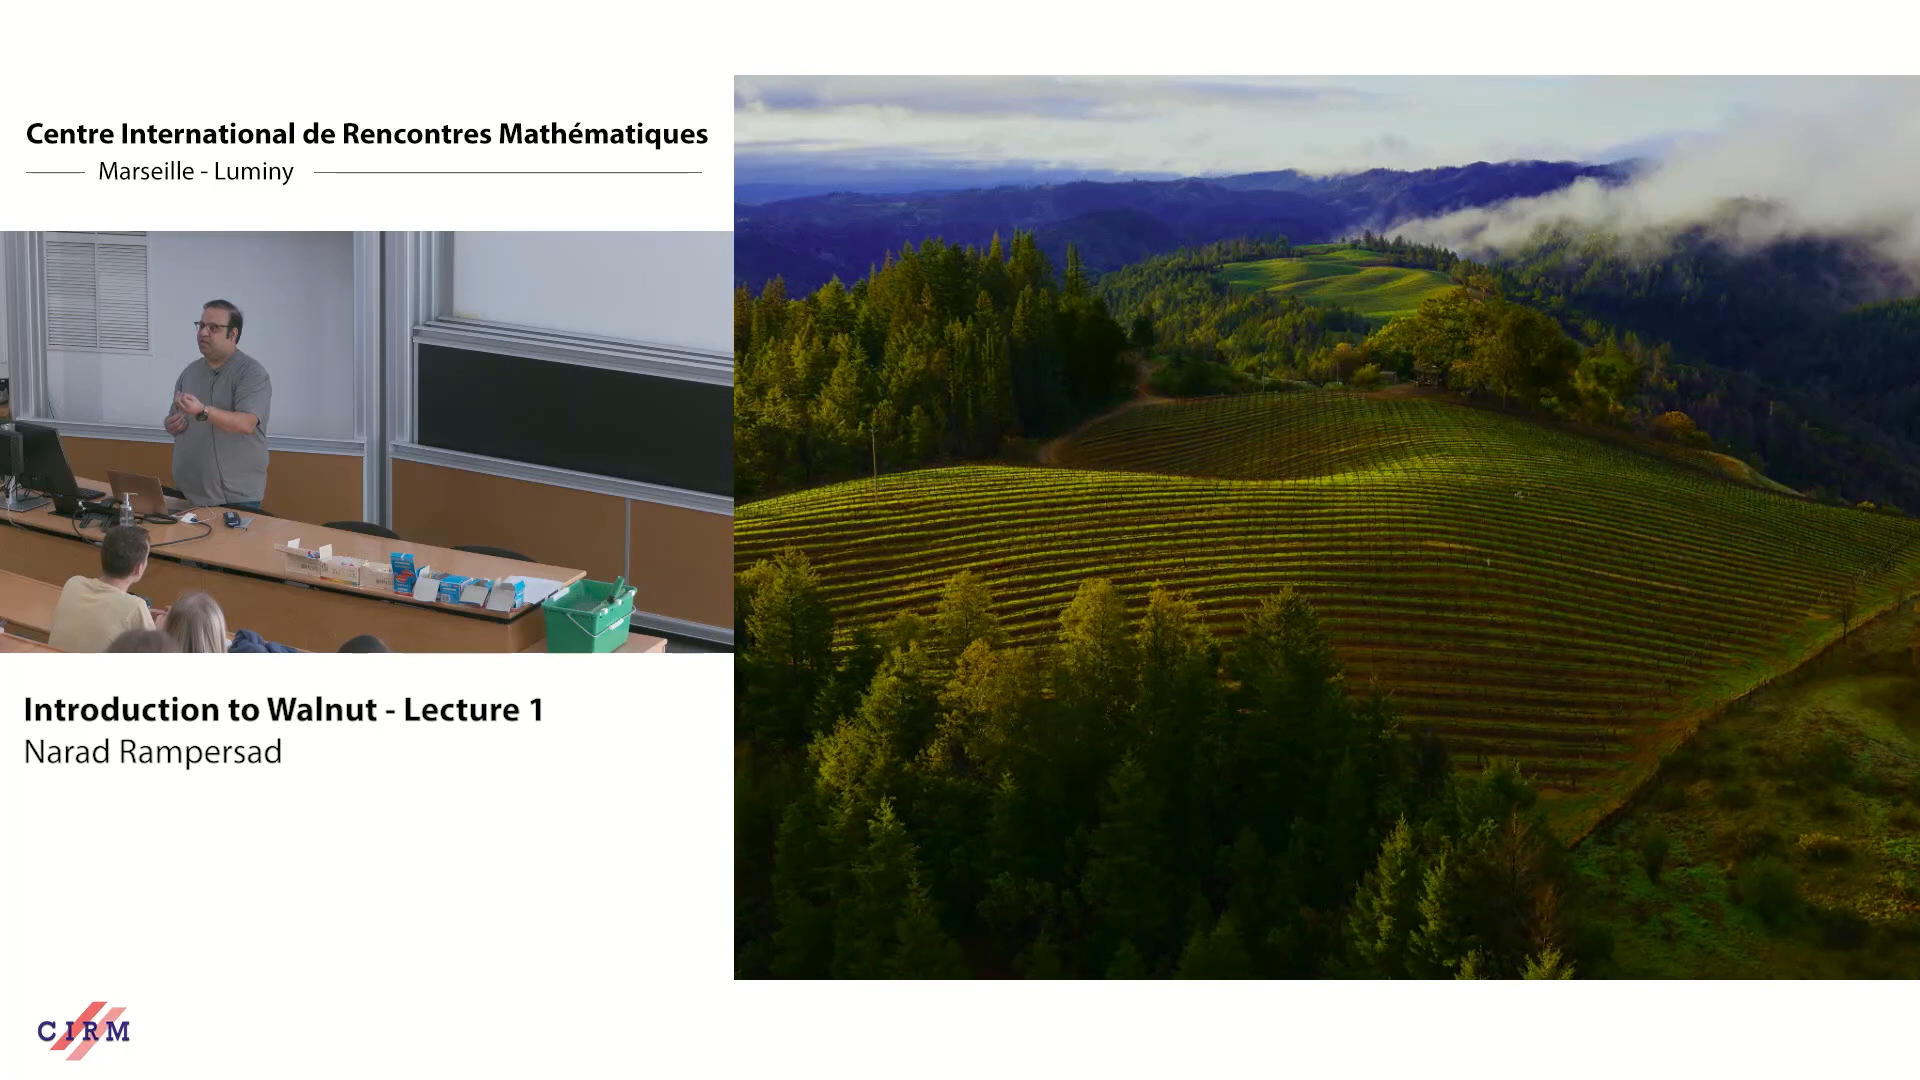 Centre International de Rencontres Mathématiques
Marseille - Luminy
Introduction to Walnut - Lecture 1
Narad Rampersad
CIRM